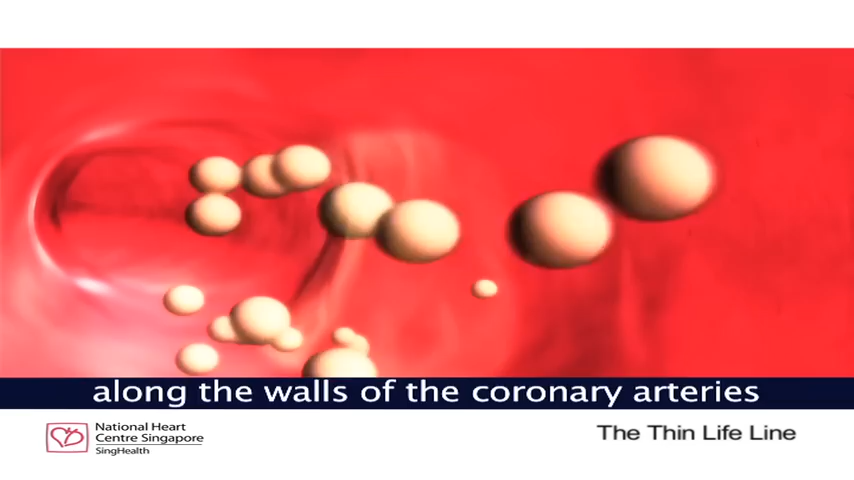 along the walls of the coronary arteries
National Heart
Centre Singapore
SingHealth
The Thin Life Line